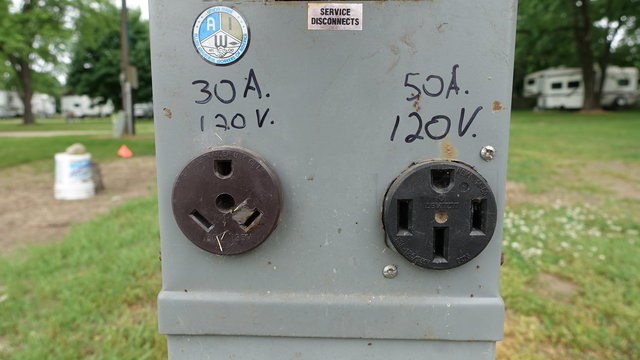 SERVICE
DISCONNECTS
A I
W
30A.
120V.
50A.
120V.